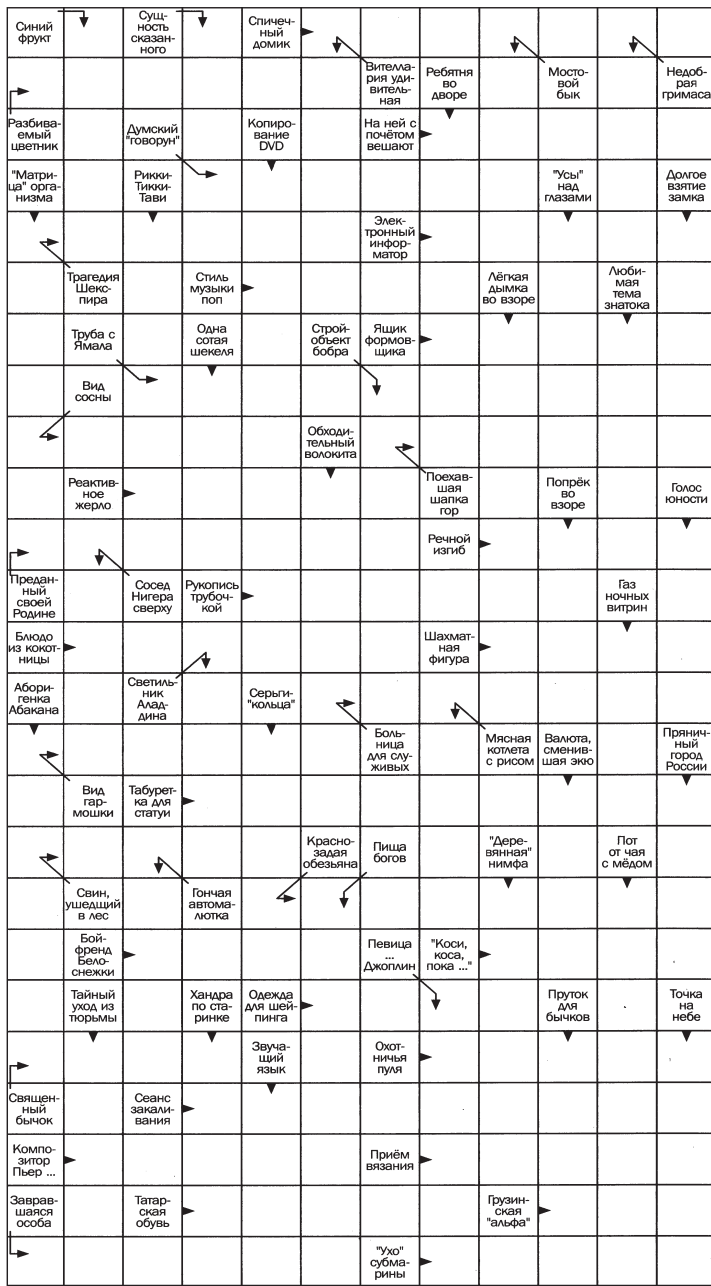 Синий
фрукт
Сущ-
ность
сказан-
ного
Спичеч-
ный
домик
Вителла-
рия уди-
витель-
ная
Ребятня
во
дворе
Мосто-
вой
бык
Недоб-
рая
гримаса
Разбива-
емый
цветник
Думский
"говорун"
Копиро-
вание
DVD
На ней с
почётом
вешают
"Матри-
ца" орга-
низма
Рикки-
Тикки-
Тави
"Усы"
над
глазами
Долгое
взятие
замка
Элек-
тронный
инфор-
матор
Трагедия
Шекс-
пира
Стиль
музыки
поп
Лёгкая
дымка
во взоре
Люби-
мая
тема
знатока
Труба с
Ямала
Одна
сотая
шекеля
Строй-
объект
бобра
Ящик
формов-
щика
Вид
сосны
Обходи-
тельный
волокита
Реактив-
ное
жерло
Поехав-
шая
шапка
гор
Попрёк
во
взоре
Голос
юности
Речной
изгиб
Предан-
ный
своей
Родине
Сосед
Нигера
сверху
Рукопись
трубоч-
кой
Газ
ночных
витрин
Блюдо
из кокот-
ницы
Шахмат-
ная
фигура
Абори-
генка
Абакана
Светиль-
ник
Алад-
дина
Серьги-
"кольца"
Боль-
ница
для слу-
живых
Мясная
котлета
с рисом
Валюта,
сменив-
шая экю
Прянич-
ный
город
России
Вид
гар-
мошки
Табурет-
ка для
статуи
Красно-
задая
обезьяна
Пища
богов
"Дере-
вянная"
нимфа
Пот
от чая
с мёдом
Свин,
ушедший
в лес
Гончая
автома-
лютка
Бой-
френд
Бело-
снежки
Певица
...
Джоплин
"Коси,
коса,
пока ..."
Тайный
уход из
тюрьмы
Хандра
по ста-
ринке
Одежда
для шей-
пинга
Пруток
для
бычков
Точка
на
небе
Звуча-
щий
язык
Охот-
ничья
пуля
Священ-
ный
бычок
Сеанс
закали-
вания
Компо-
зитор
Пьер ...
Приём
вязания
Заврав-
шаяся
особа
Татар-
ская
обувь
Грузин-
ская
"альфа"
"Ухо"
субма-
рины